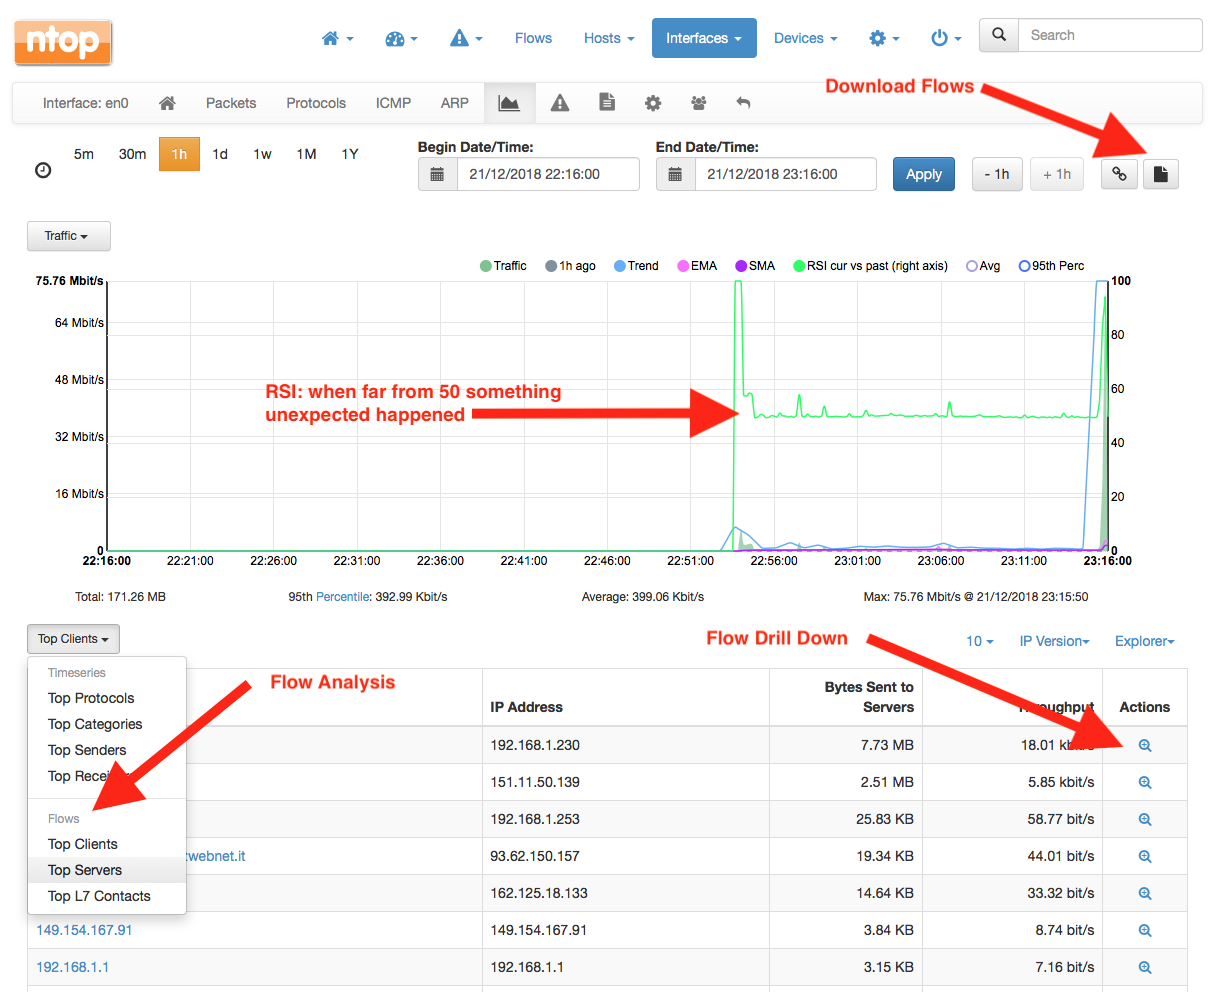 ntop
Flows
Hosts
Interfaces
Devices
Search
Download Flows
Interface: en0
Packets
Protocols
ICMP
ARP
5m 30m 1h 1d 1w 1M 1Y
Begin Date/Time:
21/12/2018 22:16:00
End Date/Time:
21/12/2018 23:16:00
Apply
- 1h
+ 1h
Traffic
Traffic 1h ago Trend EMA SMA RSI cur vs past (right axis) Avg 95th Perc
75.76 Mbit/s
64 Mbit/s
48 Mbit/s
32 Mbit/s
16 Mbit/s
0
100
80
60
40
20
0
RSI: when far from 50 something
unexpected happened
22:16:00 22:21:00 22:26:00 22:31:00 22:36:00 22:41:00 22:46:00 22:51:00 22:56:00 23:01:00 23:06:00 23:11:00 23:16:00
Total: 171.26 MB
95th Percentile: 392.99 Kbit/s
Average: 399.06 Kbit/s
Max: 75.76 Mbit/s @ 21/12/2018 23:15:50
Top Clients
Flow Drill Down
10
IP Version
Explorer
Timeseries
Top Protocols
Top Categories
Top Senders
Flow Analysis
Flows
Top Clients
Top Servers
Top L7 Contacts
IP Address
Bytes Sent to
Servers
Actions
192.168.1.230 7.73 MB 18.01
151.11.50.139 2.51 MB 5.85 kbit/s
192.168.1.253 25.83 KB 58.77 bit/s
webnet.it 93.62.150.157 19.34 KB 44.01 bit/s
162.125.18.133 14.64 KB 33.32 bit/s
149.154.167.91 149.154.167.91 3.84 KB 8.74 bit/s
192.168.1.1 192.168.1.1 3.15 KB 7.16 bit/s